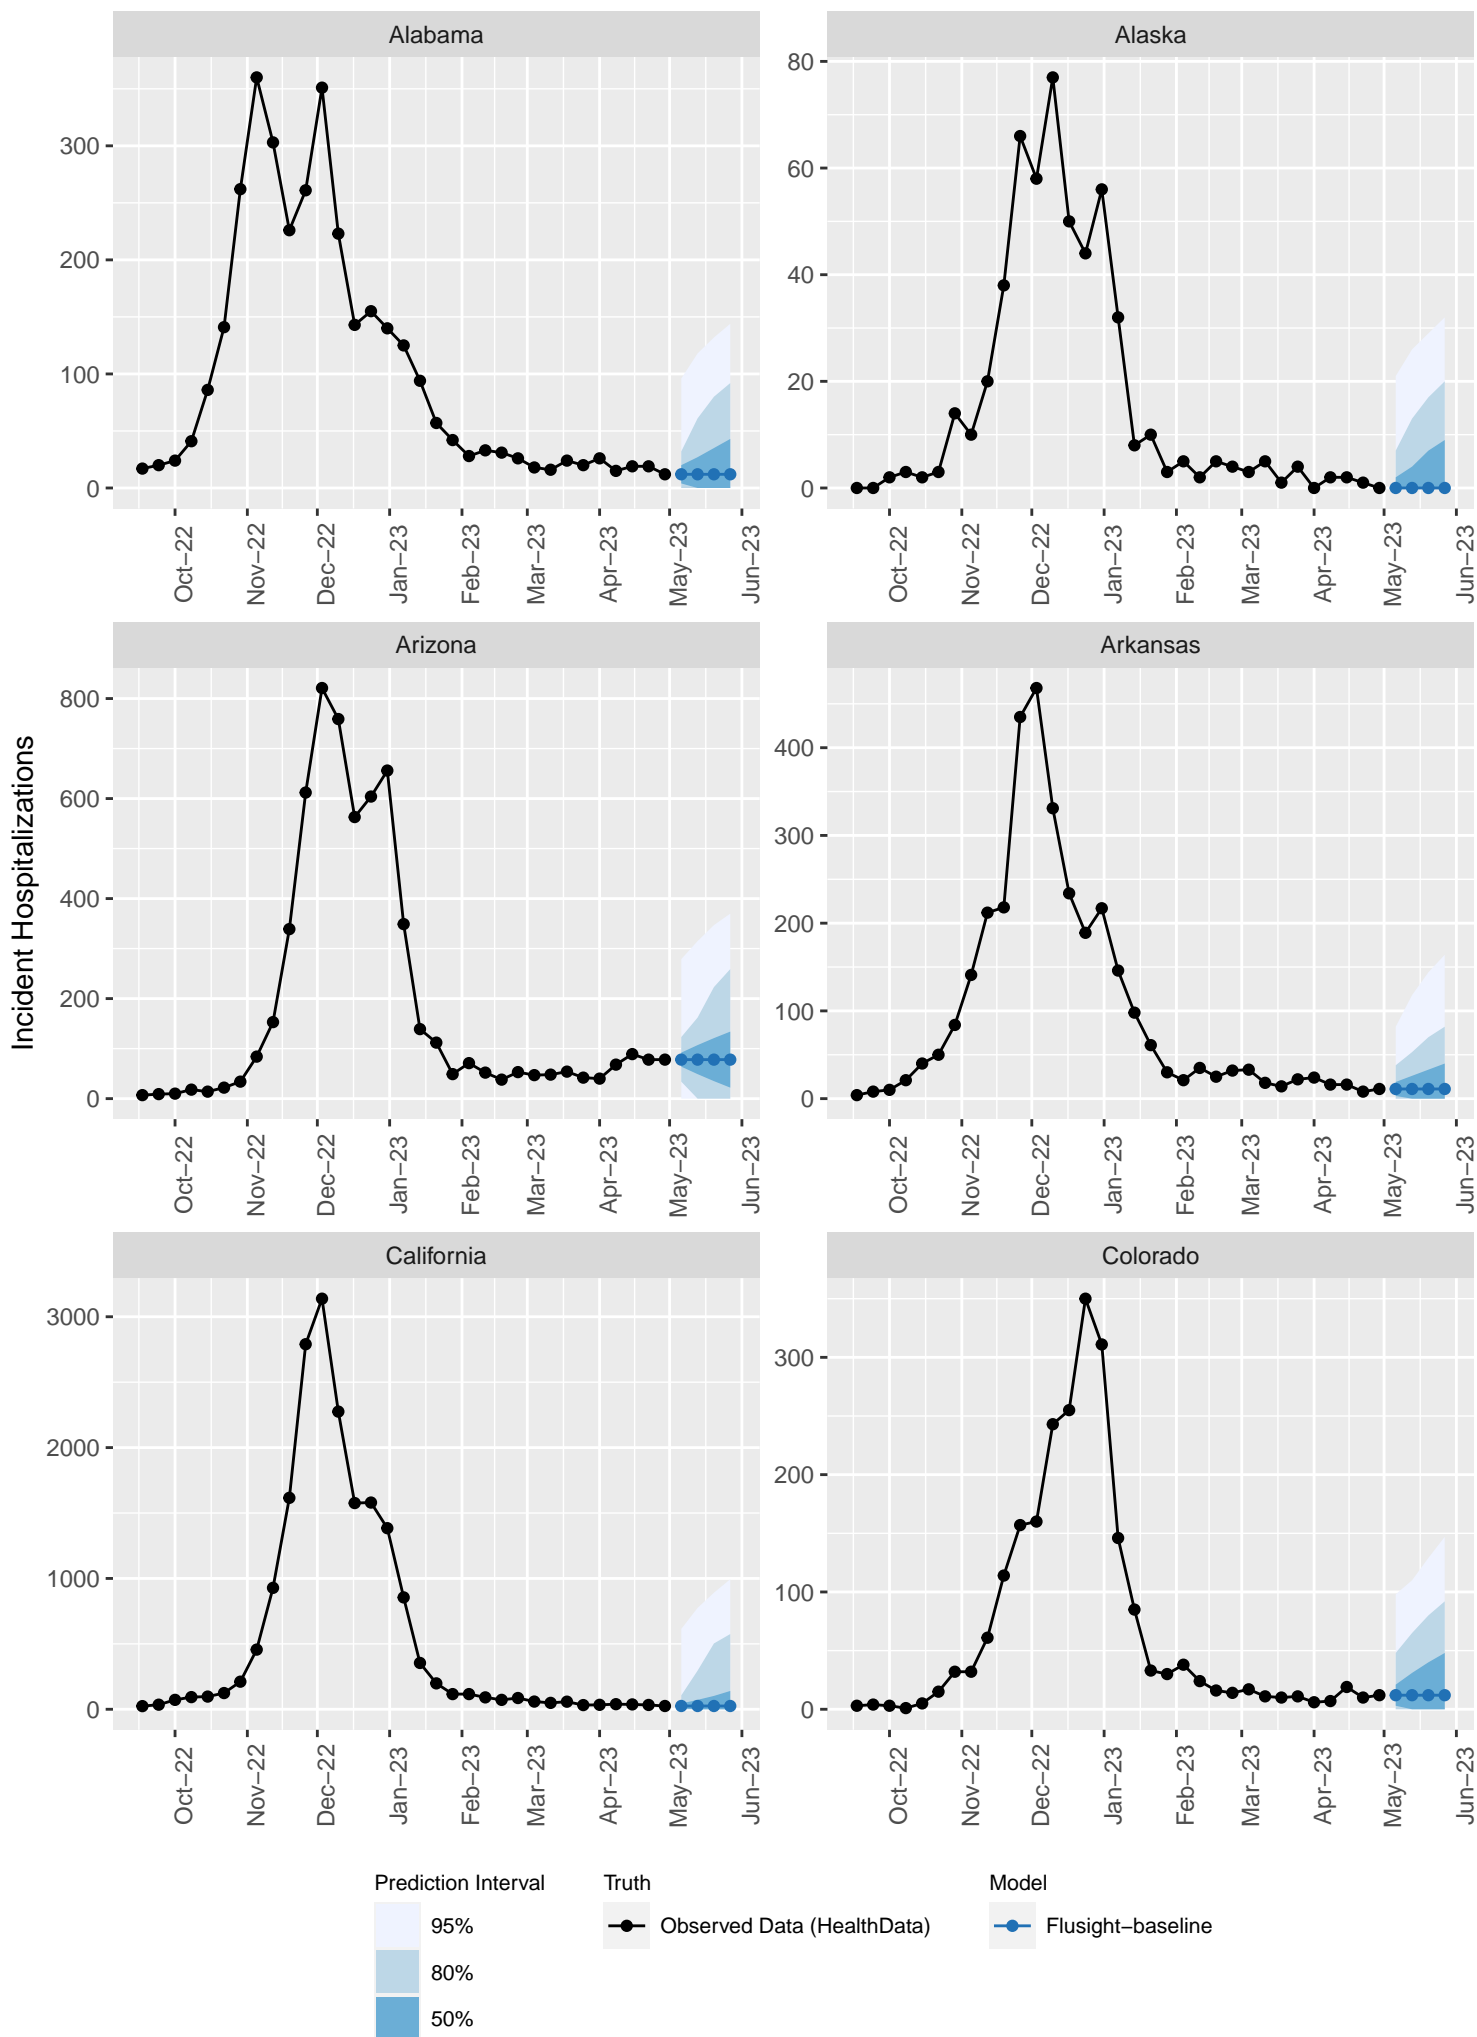 Alabama
Alaska
300
200
100
0
80
60
40
20
0
Oct−22
Nov−22
Dec−22
Jan−23
Feb−23
Mar−23
Apr−23
May−23
Jun−23
Oct−22
Nov−22
Dec−22
Jan−23
Feb−23
Mar−23
Apr−23
May−23
Jun−23
Incident Hospitalizations
Arizona
Arkansas
800
600
400
200
0
400
300
200
100
0
Oct−22
Nov−22
Dec−22
Jan−23
Feb−23
Mar−23
Apr−23
May−23
Jun−23
Oct−22
Nov−22
Dec−22
Jan−23
Feb−23
Mar−23
Apr−23
May−23
Jun−23
California
Colorado
3000
2000
1000
0
300
200
100
0
Oct−22
Nov−22
Dec−22
Jan−23
Feb−23
Mar−23
Apr−23
May−23
Jun−23
Oct−22
Nov−22
Dec−22
Jan−23
Feb−23
Mar−23
Apr−23
May−23
Jun−23
Prediction Interval
95%
80%
50%
Truth
Observed Data (HealthData)
Model
Flusight−baseline